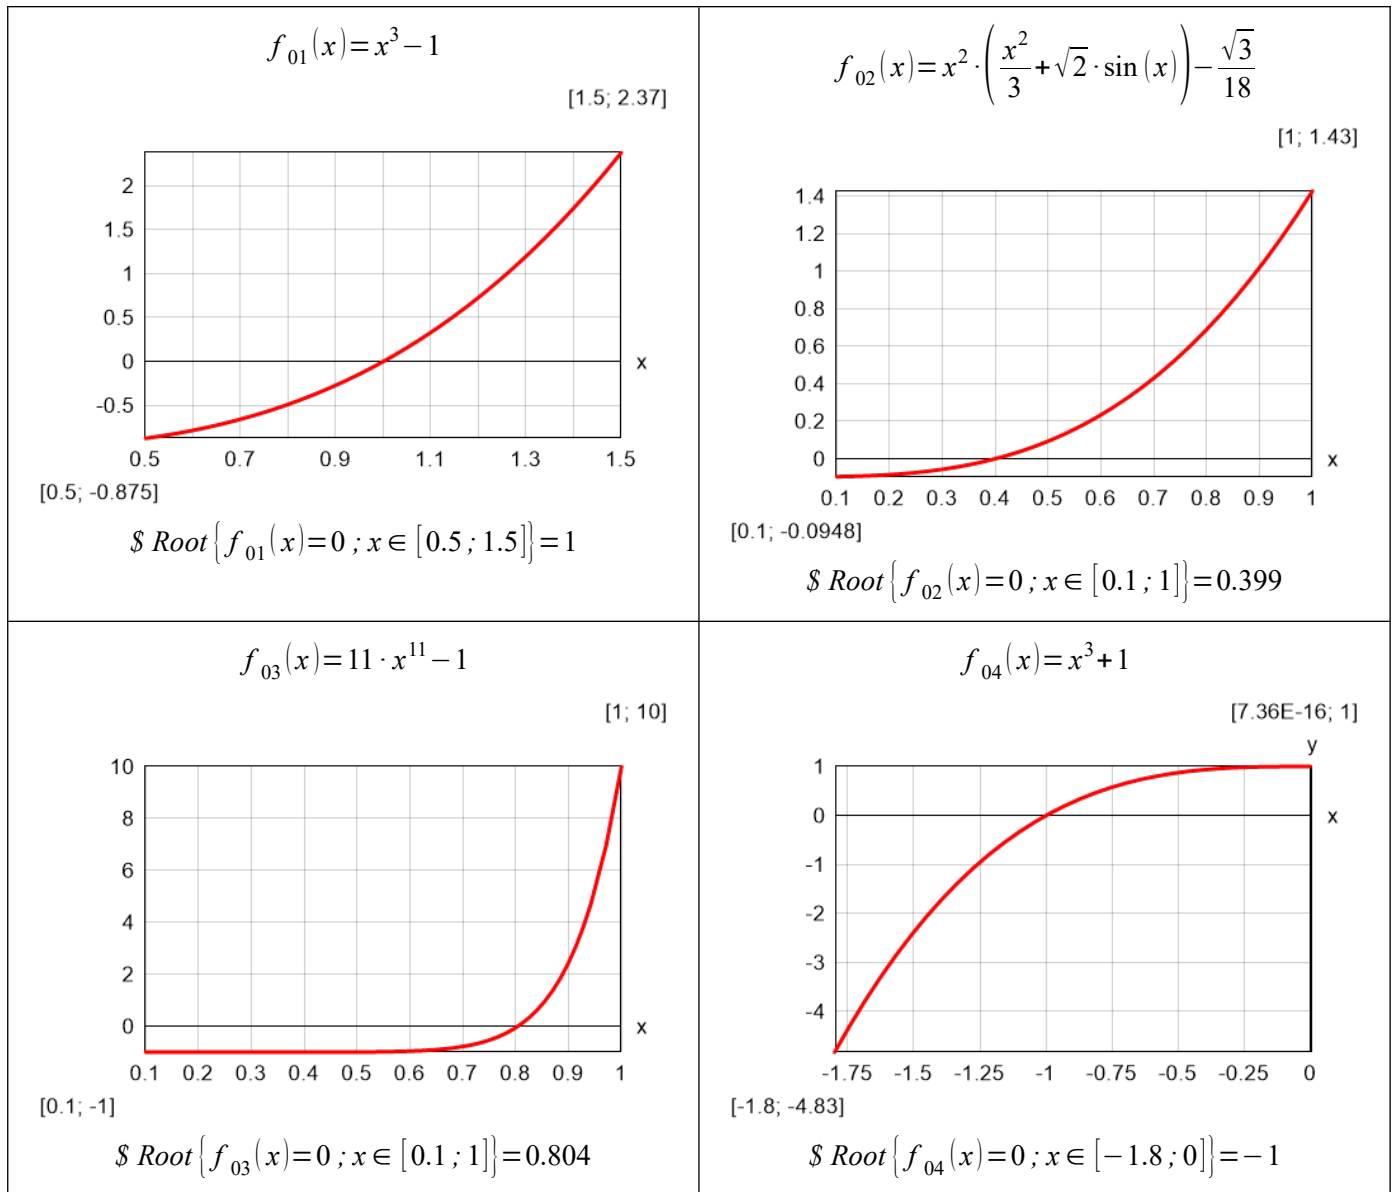 f 01 (x)=x³−1
[1.5; 2.37]
2
1.5
1
0.5
0
-0.5
x
0.5 0.7 0.9 1.1 1.3 1.5
[0.5; -0.875]
$ Root{f 01 (x)=0 ; x ∈ [0.5 ; 1.5]}=1
f 02 (x)=x²·(x²/3+√2·sin(x))−√3/18
[1; 1.43]
1.4
1.2
1
0.8
0.6
0.4
0.2
0
x
0.1 0.2 0.3 0.4 0.5 0.6 0.7 0.8 0.9 1
[0.1; -0.0948]
$ Root{f 02 (x)=0 ; x ∈ [0.1 ; 1]}=0.399
f 03 (x)=11·x¹¹−1
[1; 10]
10
8
6
4
2
0
x
0.1 0.2 0.3 0.4 0.5 0.6 0.7 0.8 0.9 1
[0.1; -1]
$ Root{f 03 (x)=0 ; x ∈ [0.1 ; 1]}=0.804
f 04 (x)=x³+1
[7.36E-16; 1]
y
1
0
-1
-2
-3
-4
x
-1.75 -1.5 -1.25 -1 -0.75 -0.5 -0.25 0
[-1.8; -4.83]
$ Root{f 04 (x)=0 ; x ∈ [−1.8 ; 0]}=−1